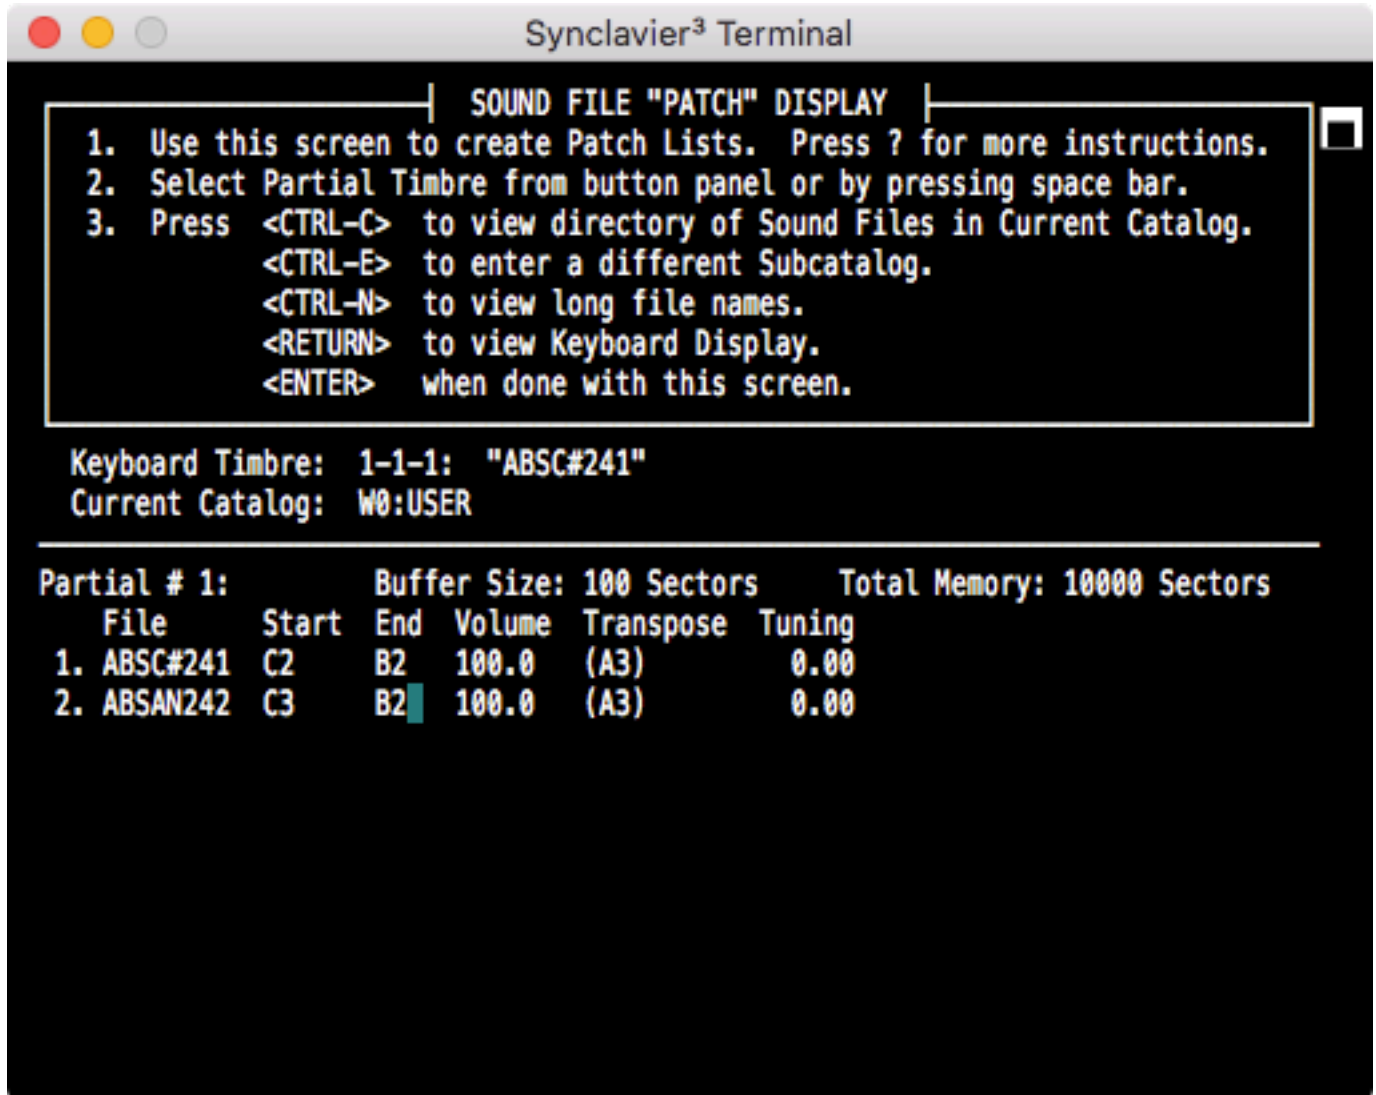 Synclavier³ Terminal
SOUND FILE "PATCH" DISPLAY
1. Use this screen to create Patch Lists. Press ? for more instructions.
2. Select Partial Timbre from button panel or by pressing space bar.
3. Press <CTRL-C> to view directory of Sound Files in Current Catalog.
<CTRL-E> to enter a different Subcatalog.
<CTRL-N> to view long file names.
<RETURN> to view Keyboard Display.
<ENTER> when done with this screen.
Keyboard Timbre: 1-1-1: "ABSC#241"
Current Catalog: W0:USER
Partial # 1: Buffer Size: 100 Sectors Total Memory: 10000 Sectors
File Start End Volume Transpose Tuning
1. ABSC#241 C2 B2 100.0 (A3) 0.00
2. ABSAN242 C3 B2 100.0 (A3) 0.00